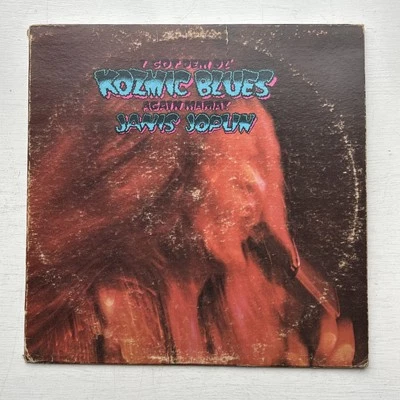 I GOT DEM OL'
KOZMIC BLUES
AGAIN MAMA!
JANIS JOPLIN